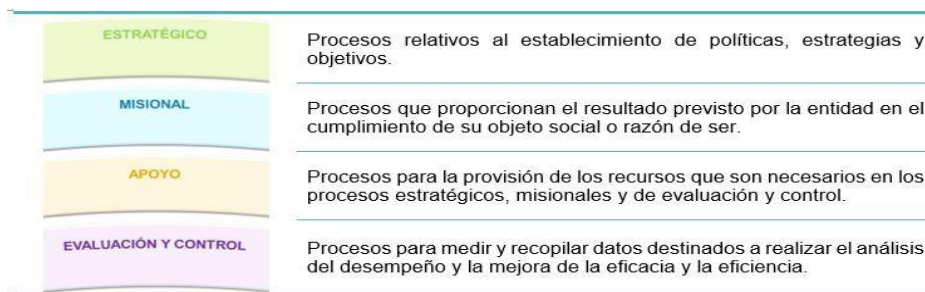 ESTRATÉGICO
Procesos relativos al establecimiento de políticas, estrategias y
objetivos.
MISIONAL
Procesos que proporcionan el resultado previsto por la entidad en el
cumplimiento de su objeto social o razón de ser.
APOYO
Procesos para la provisión de los recursos que son necesarios en los
procesos estratégicos, misionales y de evaluación y control.
EVALUACIÓN Y CONTROL
Procesos para medir y recopilar datos destinados a realizar el análisis
del desempeño y la mejora de la eficacia y la eficiencia.